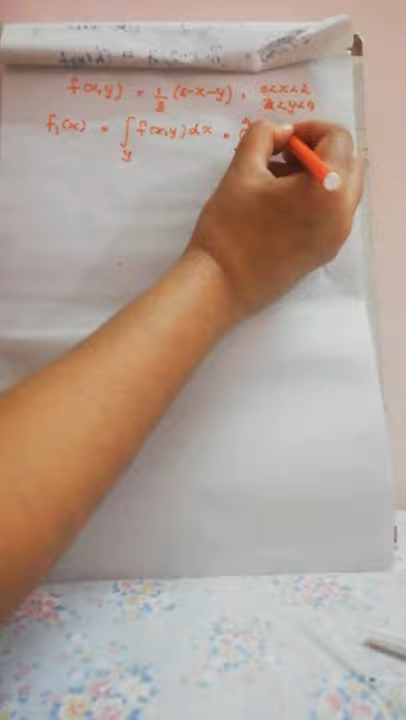 f(x,y) = 1/8 (6-x-y), 0<x<2
2<y<4
f₁(x) = ∫y f(x,y) dx =